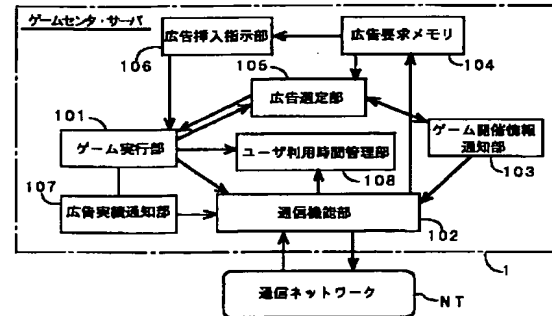 ゲームセンタ・サーバ
広告挿入指示部
106
広告要求メモリ
104
105
広告選定部
101
ゲーム実行部
ユーザ利用時間管理部
108
ゲーム開催情報
通知部
103
107
広告実績通知部
通信機能部
102
1
通信ネットワーク
NT